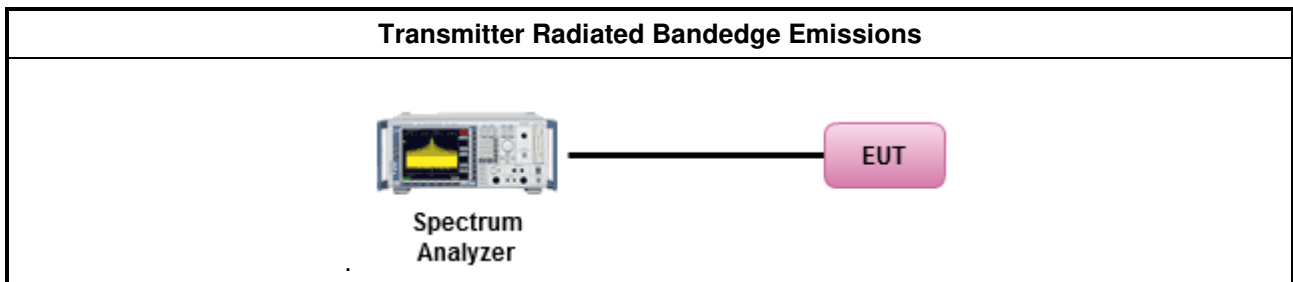 Transmitter Radiated Bandedge Emissions
EUT
Spectrum
Analyzer
.